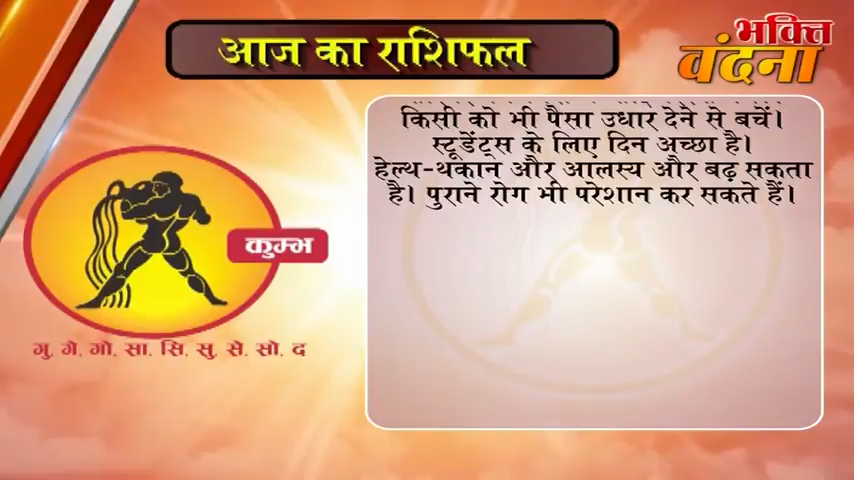 आज का राशिफल
भक्ति
वंदना
किसी को भी पैसा उधार देने से बचें।
स्टूडेंट्स के लिए दिन अच्छा है।
हेल्थ-थकान और आलस्य और बढ़ सकता
है। पुराने रोग भी परेशान कर सकते हैं।
कुम्भ
गु, गे, गो, सा, सि, सु, से, सो, द